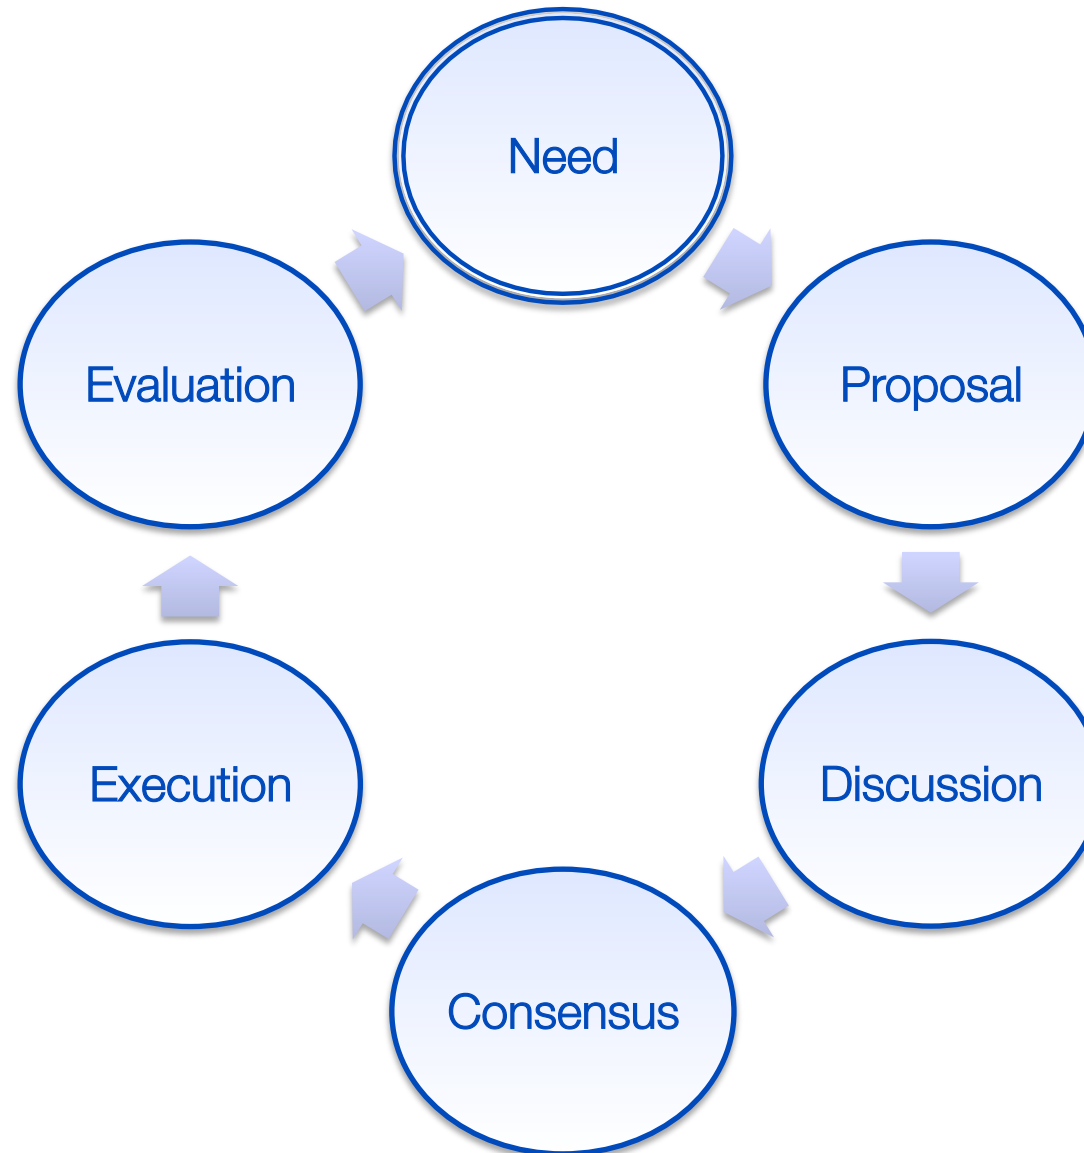 Need
Proposal
Discussion
Consensus
Execution
Evaluation